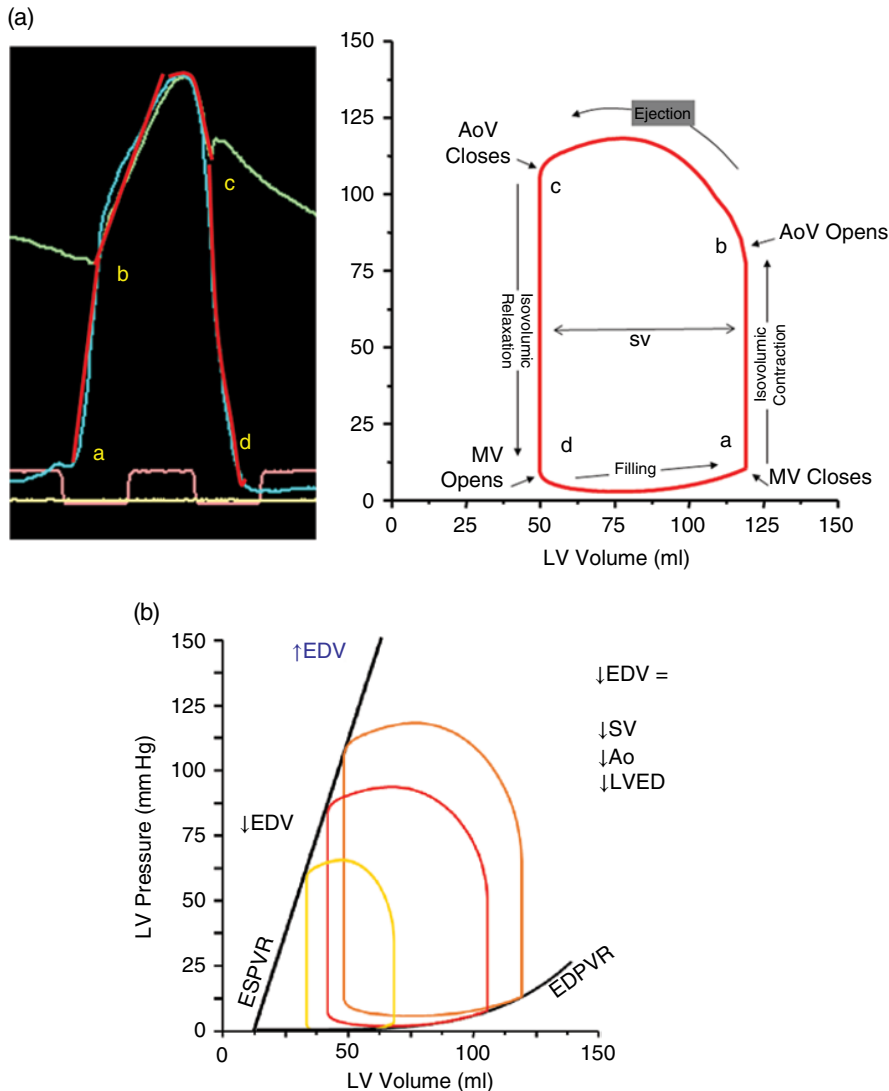 (a)
a
b
c
d
150
125
100
75
50
25
0
0
25
50
75
100
125
150
LV Volume (ml)
Ejection
AoV
Closes
c
b
AoV Opens
Isovolumic
Relaxation
SV
Isovolumic
Contraction
d
a
MV
Opens
Filling
MV Closes
(b)
150
125
100
75
50
25
0
0
50
100
150
LV Pressure (mm Hg)
LV Volume (ml)
↑EDV
↓EDV
ESPVR
EDPVR
↓EDV =
↓SV
↓Ao
↓LVED